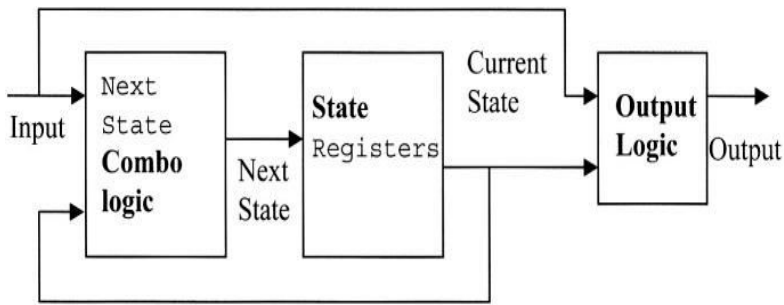 Input
Next
State
Combo
logic
Next
State
State
Registers
Current
State
Output
Logic
Output